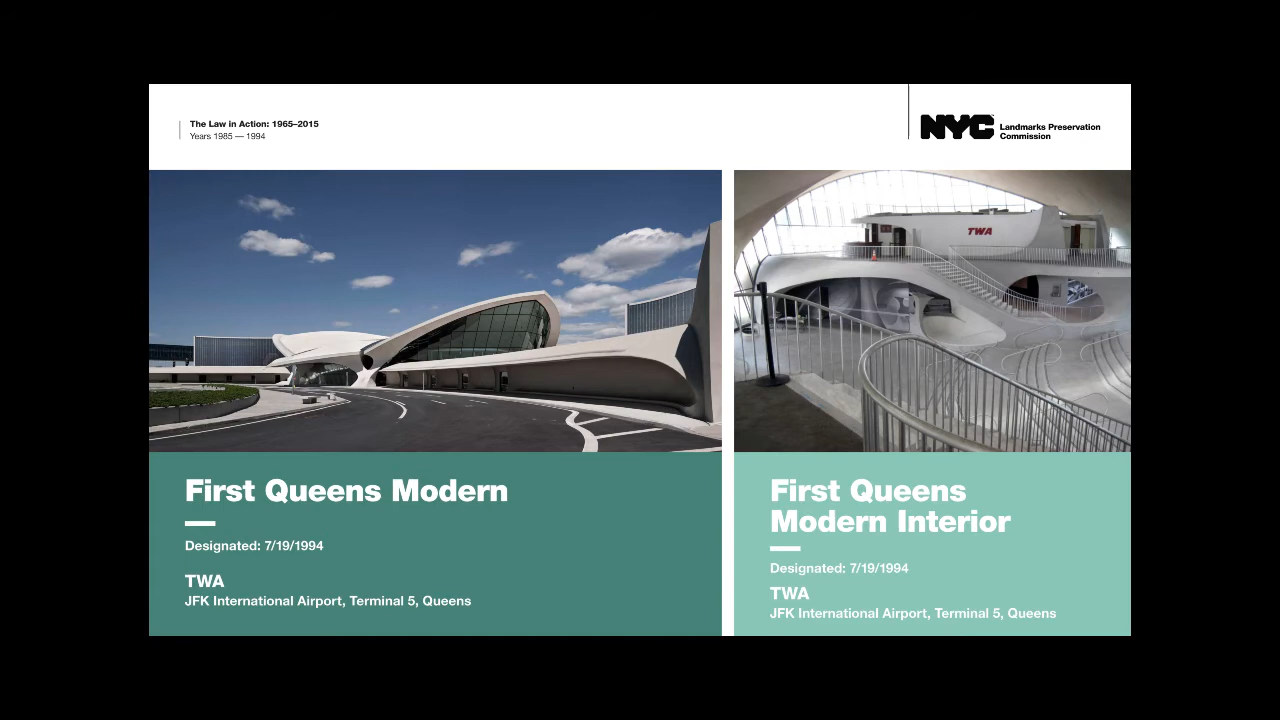 The Law in Action: 1965–2015
Years 1985 — 1994
NYC
Landmarks Preservation
Commission
TWA
First Queens Modern
Designated: 7/19/1994
TWA
JFK International Airport, Terminal 5, Queens
First Queens
Modern Interior
Designated: 7/19/1994
TWA
JFK International Airport, Terminal 5, Queens